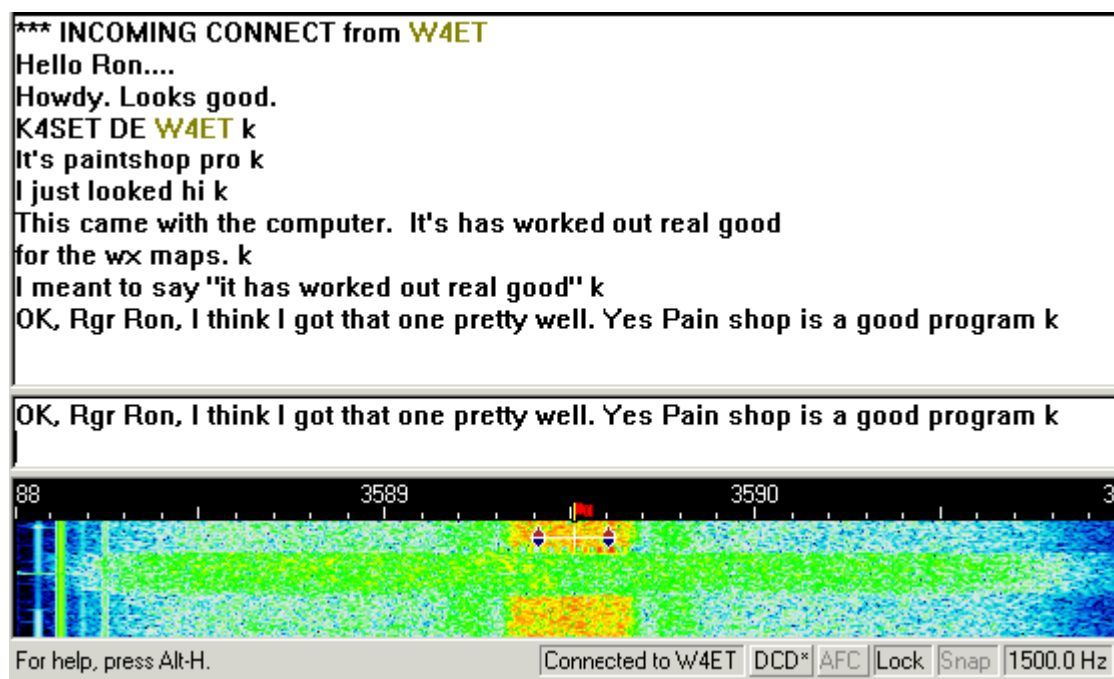 *** INCOMING CONNECT from W4ET
Hello Ron....
Howdy. Looks good.
K4SET DE W4ET k
It's paintshop pro k
I just looked hi k
This came with the computer.  It's has worked out real good
for the wx maps. k
I meant to say "it has worked out real good" k
OK, Rgr Ron, I think I got that one pretty well. Yes Pain shop is a good program k
OK, Rgr Ron, I think I got that one pretty well. Yes Pain shop is a good program k
88 3589 3590 3
For help, press Alt-H. Connected to W4ET DCD* AFC Lock Snap 1500.0 Hz